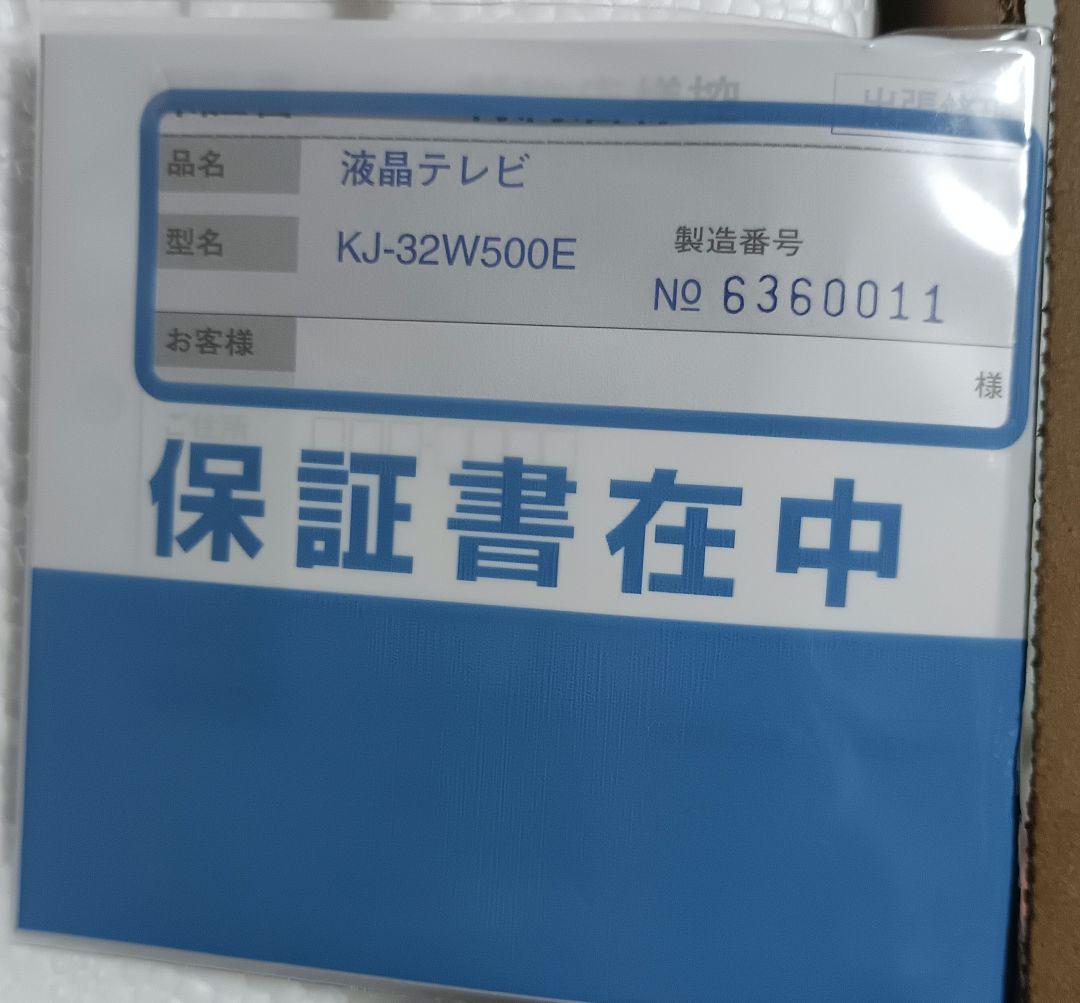 品名 液晶テレビ
型名 KJ-32W500E 製造番号
№ 6360011
お客様 様
保証書在中